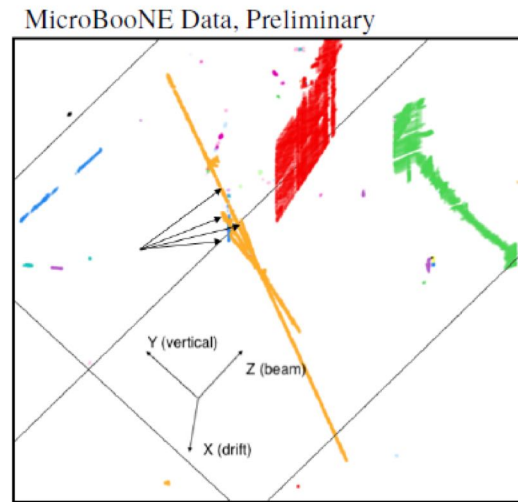 MicroBooNE Data, Preliminary
Y (vertical)
Z (beam)
X (drift)